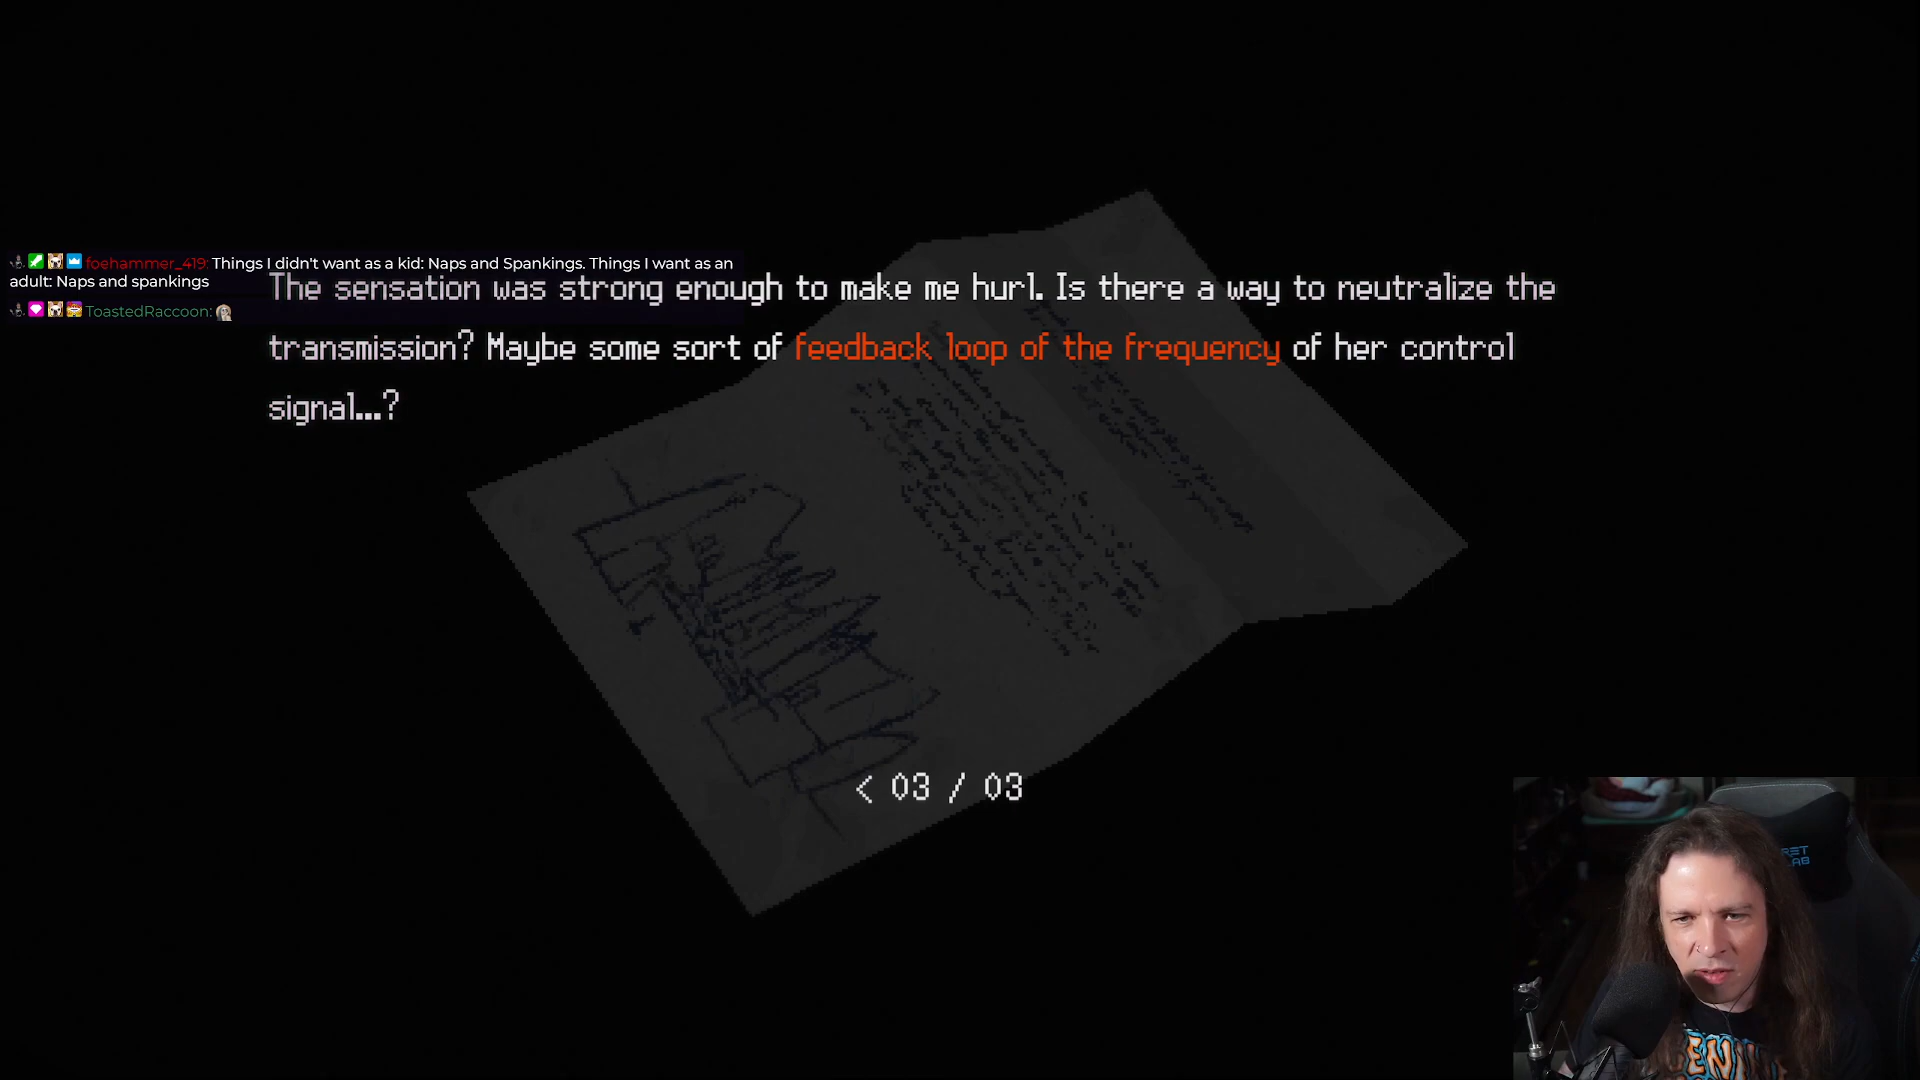 foehammer_419: Things I didn't want as a kid: Naps and Spankings. Things I want as an
adult: Naps and spankings
ToastedRaccoon:
The sensation was strong enough to make me hurl. Is there a way to neutralize the
transmission? Maybe some sort of feedback loop of the frequency of her control
signal...?
< 03 / 03